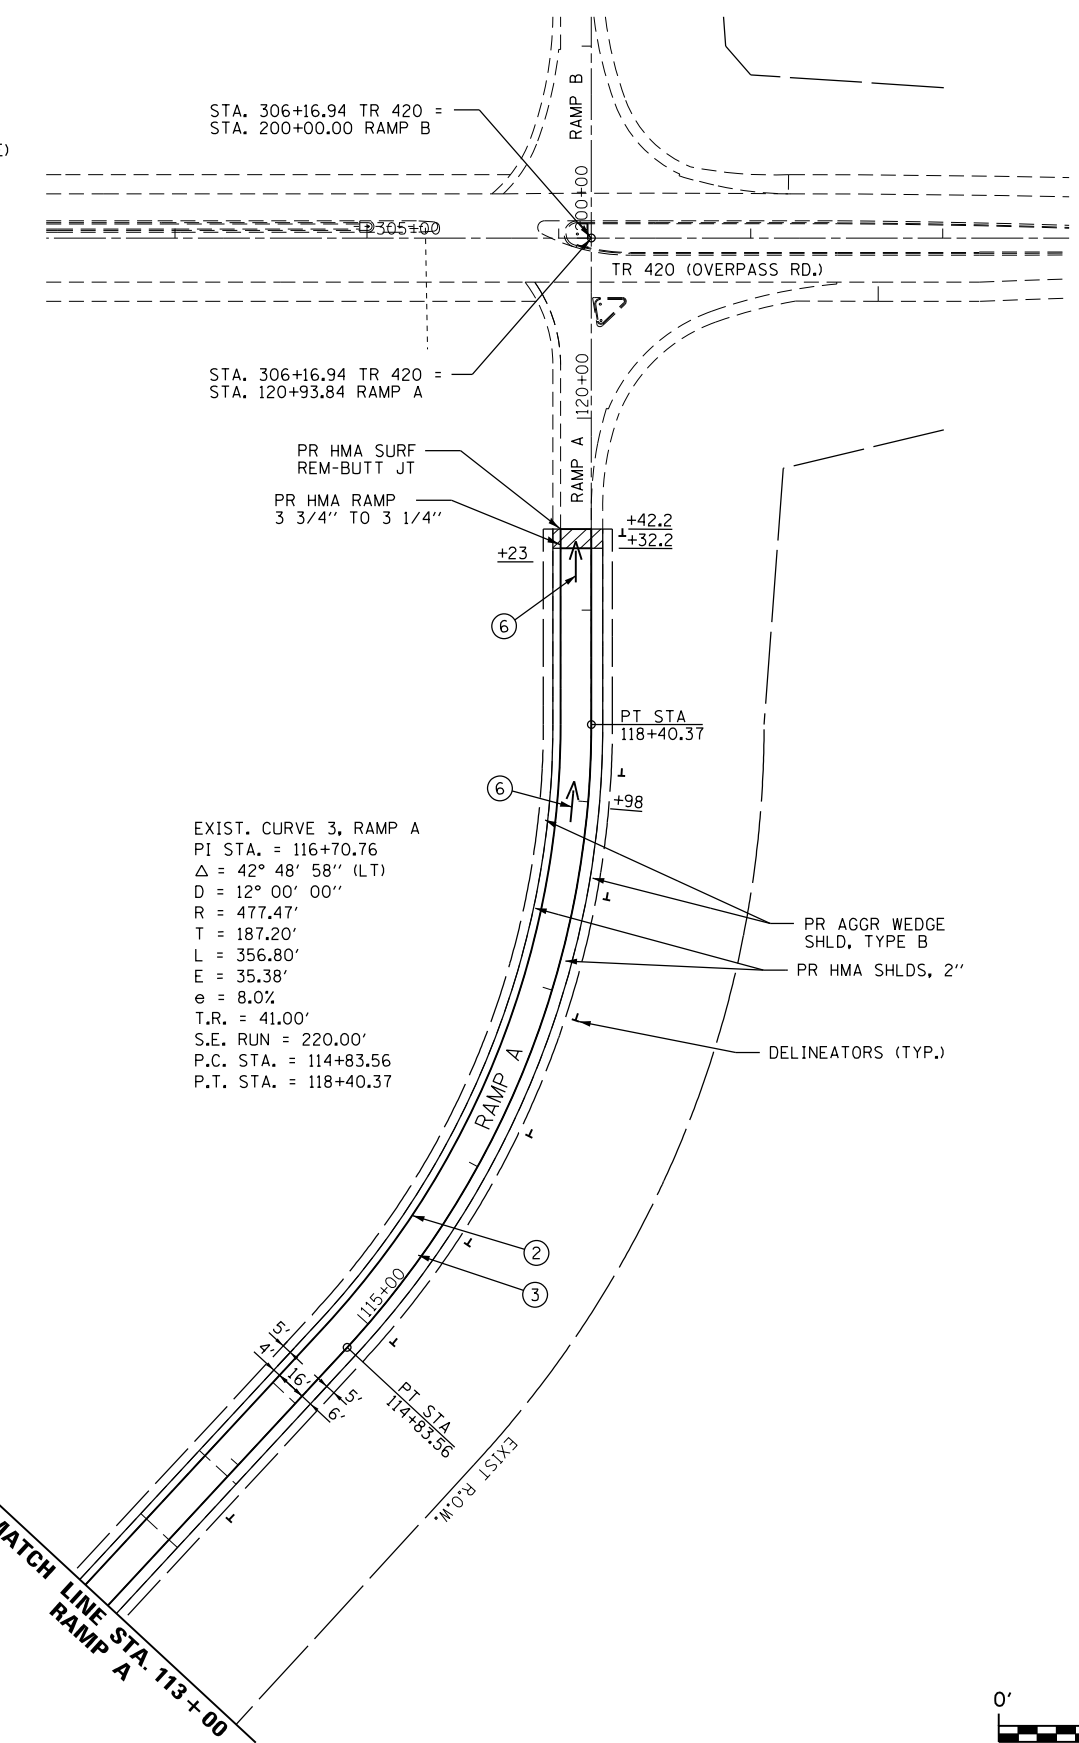 RAMP B
STA. 306+16.94 TR 420 =
STA. 200+00.00 RAMP B
200+00
305+00
TR 420 (OVERPASS RD.)
STA. 306+16.94 TR 420 =
STA. 120+93.84 RAMP A
120+00
RAMP A
PR HMA SURF
REM-BUTT JT
PR HMA RAMP
3 3/4'' TO 3 1/4''
+42.2
+32.2
+23
6
PT STA
118+40.37
6
+98
EXIST. CURVE 3, RAMP A
PI STA. = 116+70.76
Δ = 42° 48' 58'' (LT)
D = 12° 00' 00''
R = 477.47'
T = 187.20'
L = 356.80'
E = 35.38'
e = 8.0%
T.R. = 41.00'
S.E. RUN = 220.00'
P.C. STA. = 114+83.56
P.T. STA. = 118+40.37
PR AGGR WEDGE
SHLD, TYPE B
PR HMA SHLDS, 2''
DELINEATORS (TYP.)
RAMP A
2
3
115+00
5'
4'
16'
5'
6'
PT STA
114+83.56
EXIST R.O.W.
MATCH LINE STA. 113+00
RAMP A
0'